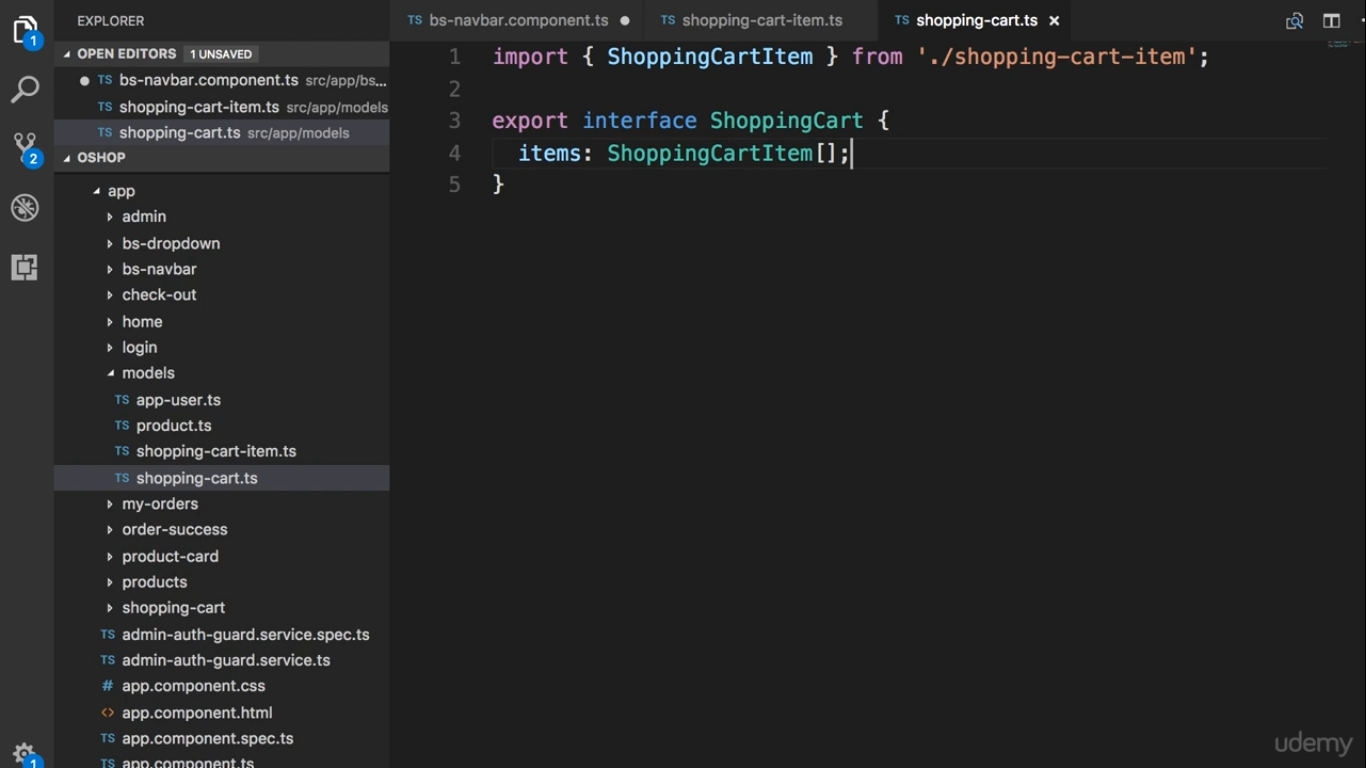 EXPLORER
OPEN EDITORS 1 UNSAVED
TS bs-navbar.component.ts src/app/bs...
TS shopping-cart-item.ts src/app/models
TS shopping-cart.ts src/app/models
OSHOP
app
admin
bs-dropdown
bs-navbar
check-out
home
login
models
TS app-user.ts
TS product.ts
TS shopping-cart-item.ts
TS shopping-cart.ts
my-orders
order-success
product-card
products
shopping-cart
TS admin-auth-guard.service.spec.ts
TS admin-auth-guard.service.ts
# app.component.css
<> app.component.html
TS app.component.spec.ts
TS app.component.ts
1
2
1
TS bs-navbar.component.ts
TS shopping-cart-item.ts
TS shopping-cart.ts ×
1 import { ShoppingCartItem } from './shopping-cart-item';
2
3 export interface ShoppingCart {
4 items: ShoppingCartItem[];
5 }
udemy